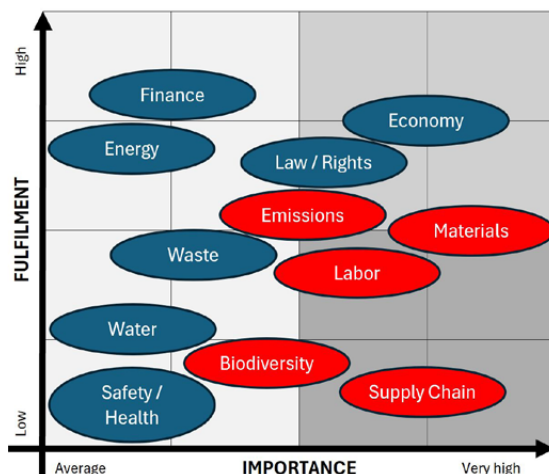 High
FULFILMENT
Low
Finance
Economy
Energy
Law / Rights
Emissions
Materials
Waste
Labor
Water
Biodiversity
Safety /
Health
Supply Chain
Average
IMPORTANCE
Very high